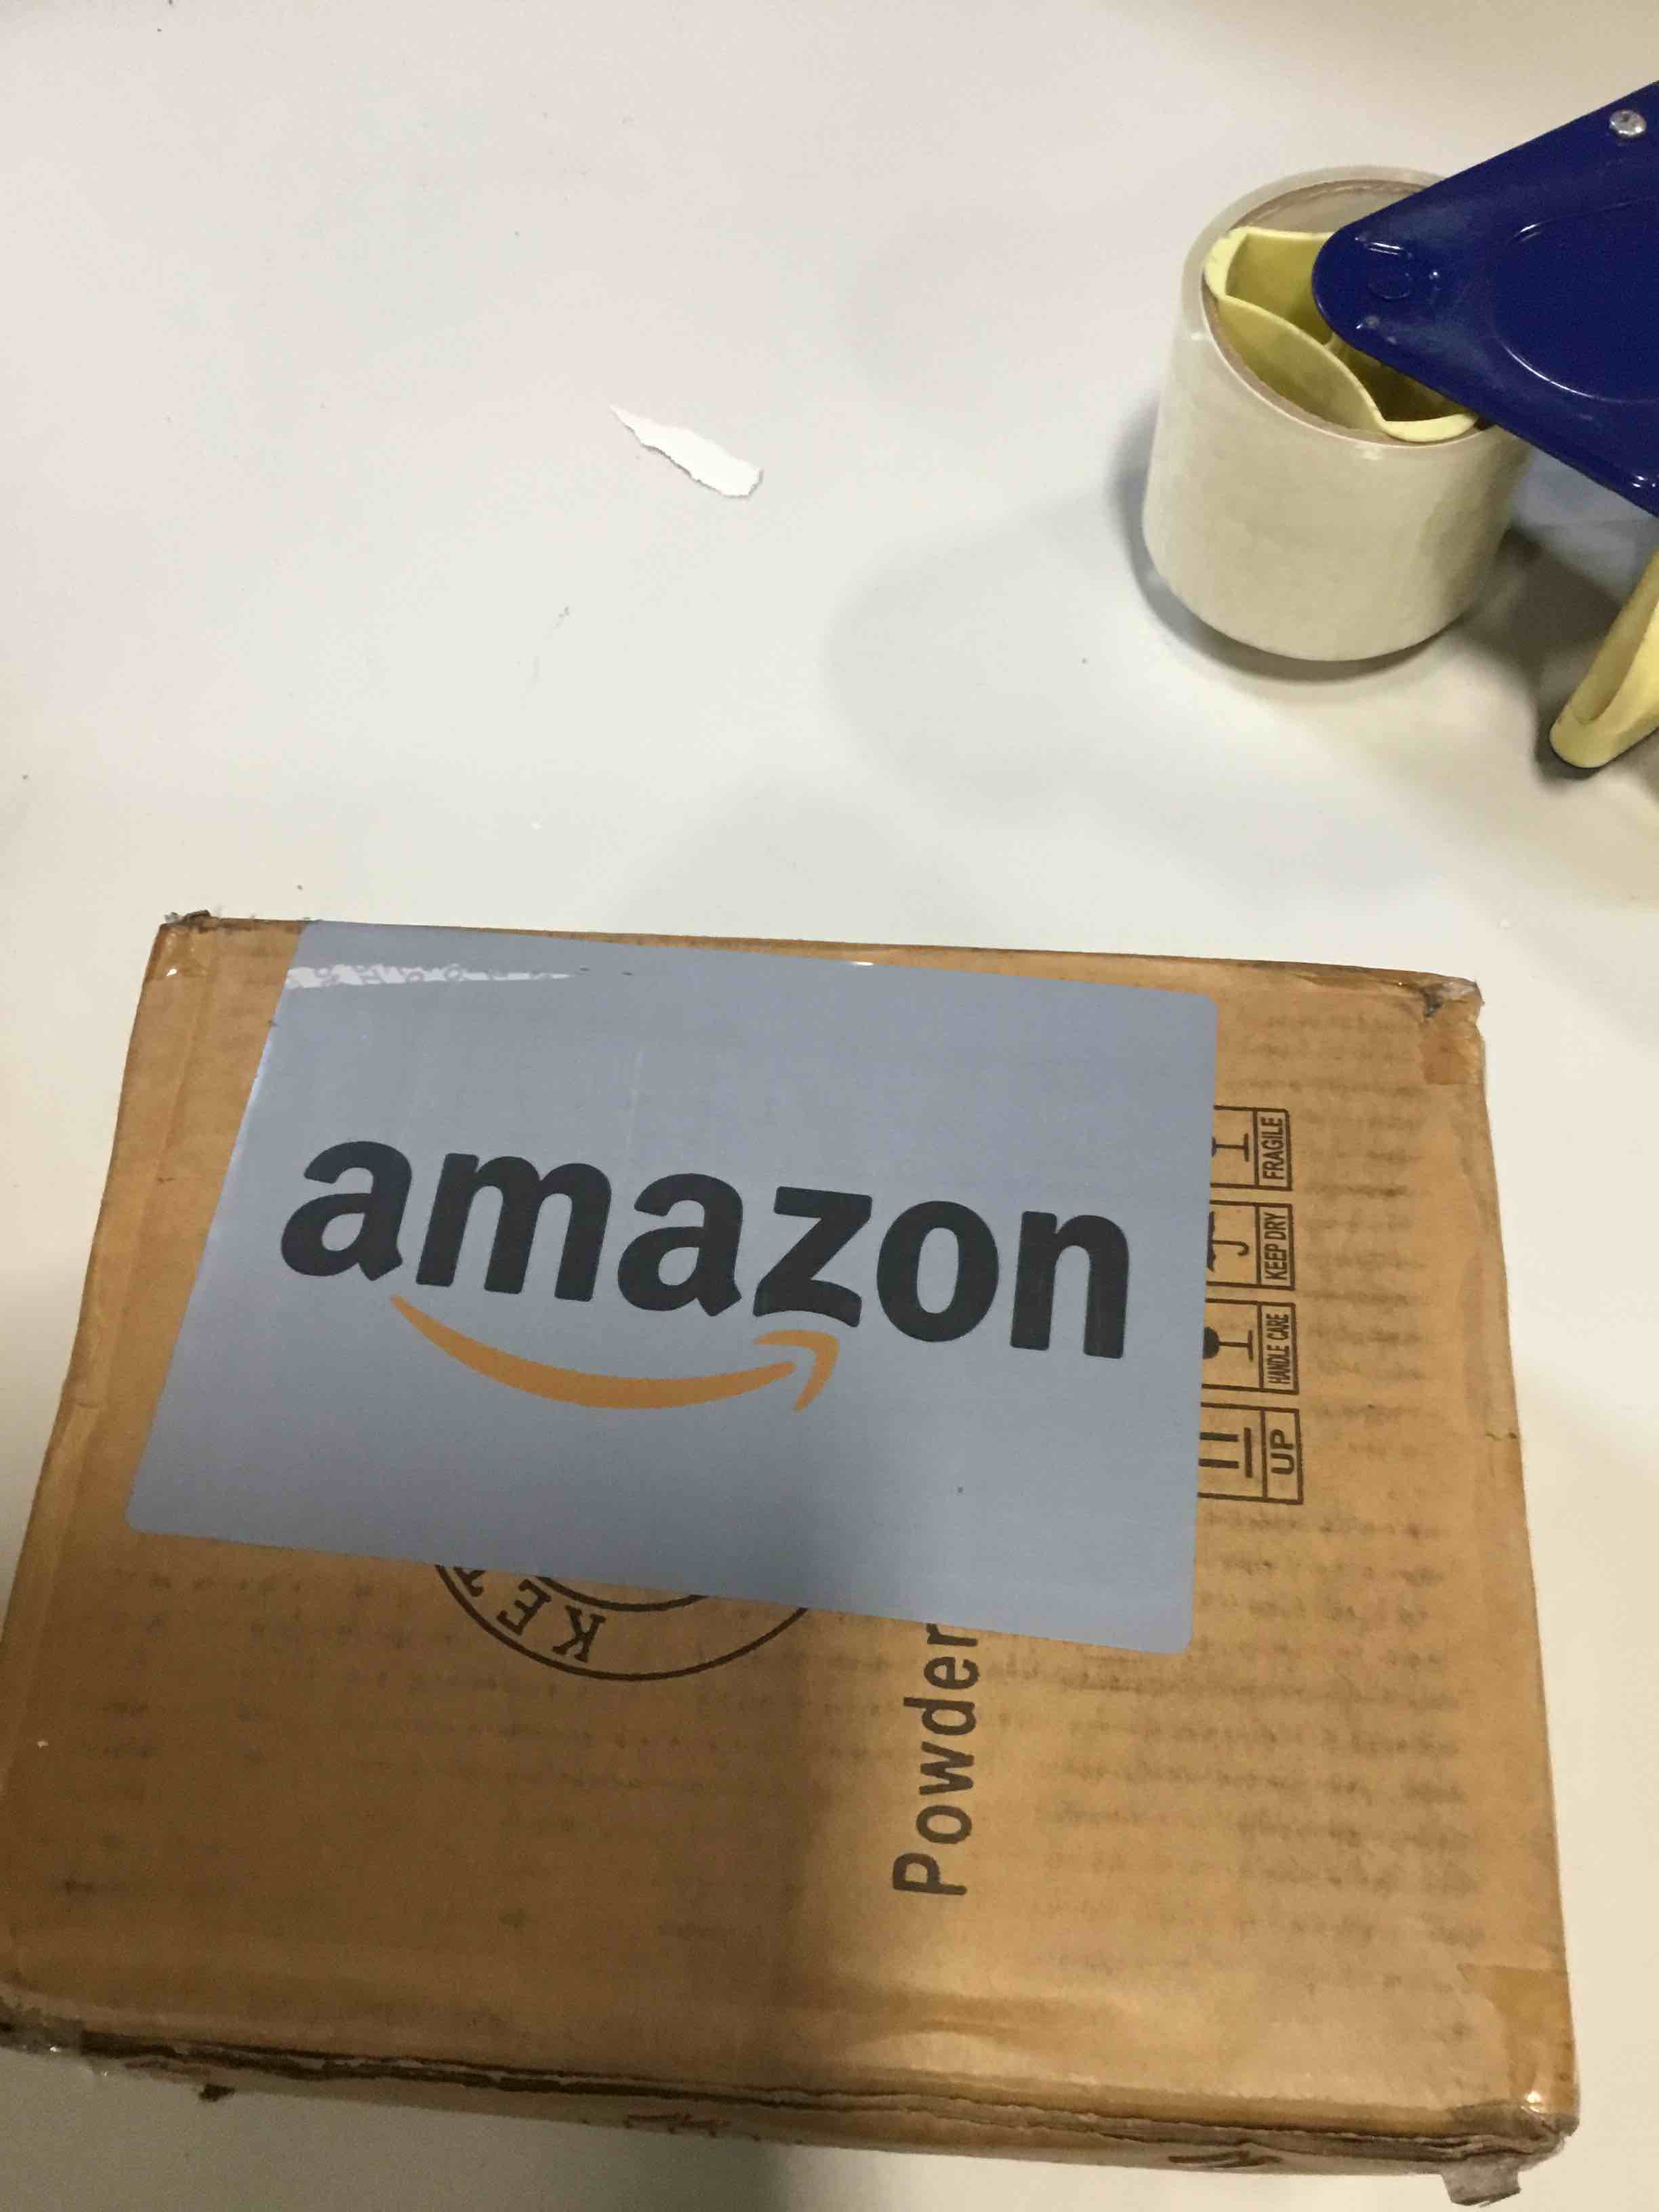 amazon
FRAGILE
KEEP DRY
HANDLE CARE
UP
Powder